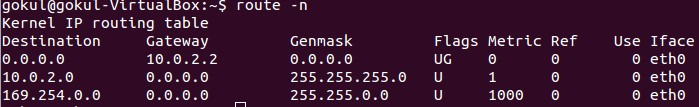 gokul@gokul-VirtualBox:~$ route -n
Kernel IP routing table
Destination Gateway Genmask Flags Metric Ref Use Iface
0.0.0.0 10.0.2.2 0.0.0.0 UG 0 0 0 eth0
10.0.2.0 0.0.0.0 255.255.255.0 U 1 0 0 eth0
169.254.0.0 0.0.0.0 255.255.0.0 U 1000 0 0 eth0